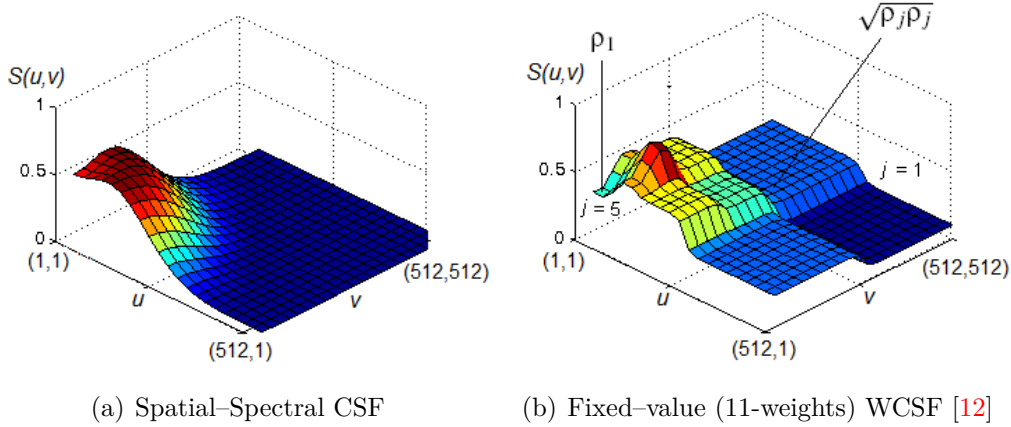 S(u,v)
1
0.5
0
(1,1)
u
(512,1)
v
(512,512)
(a) Spatial–Spectral CSF
ρ1
√ρjρj
S(u,v)
1
0.5
0
j = 5
j = 1
(1,1)
u
(512,1)
v
(512,512)
(b) Fixed–value (11-weights) WCSF [12]